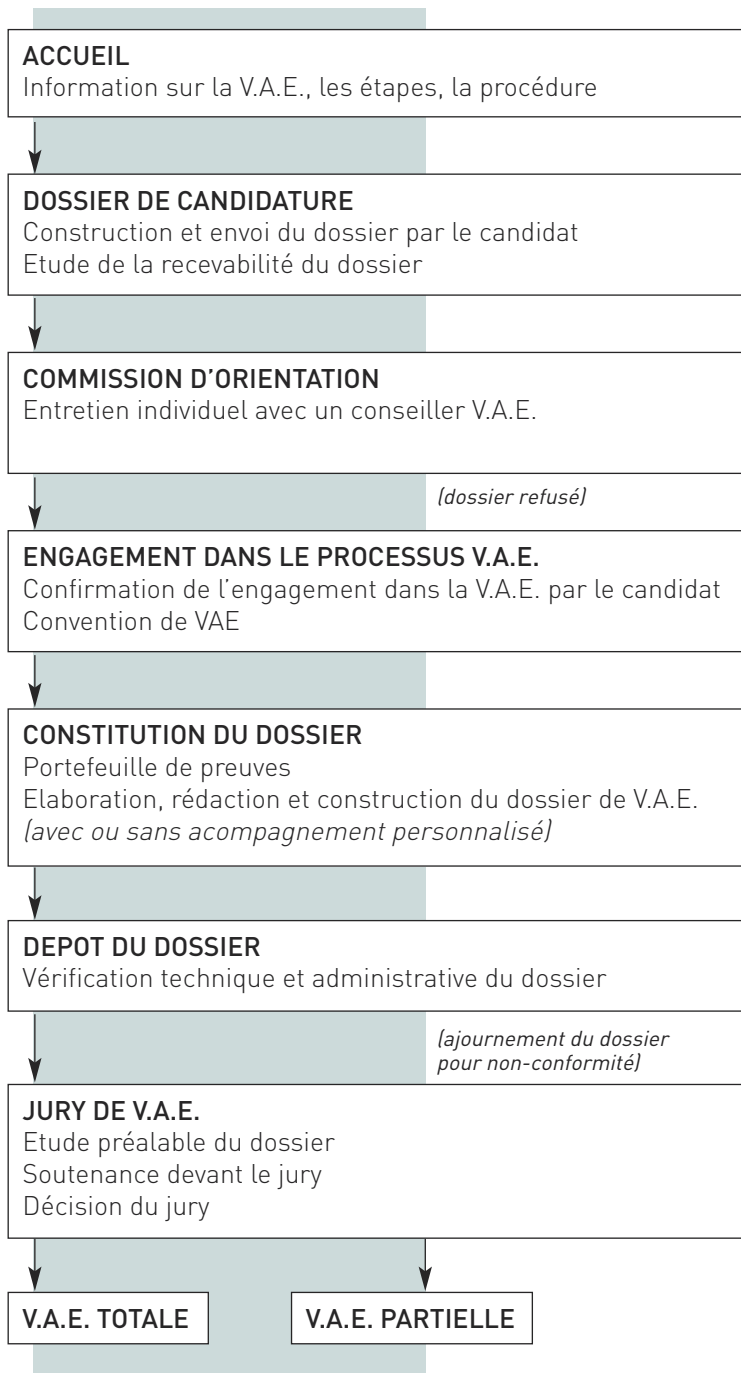 ACCUEIL
Information sur la V.A.E., les étapes, la procédure
DOSSIER DE CANDIDATURE
Construction et envoi du dossier par le candidat
Etude de la recevabilité du dossier
COMMISSION D'ORIENTATION
Entretien individuel avec un conseiller V.A.E.
(dossier refusé)
ENGAGEMENT DANS LE PROCESSUS V.A.E.
Confirmation de l'engagement dans la V.A.E. par le candidat
Convention de VAE
CONSTITUTION DU DOSSIER
Portefeuille de preuves
Elaboration, rédaction et construction du dossier de V.A.E.
(avec ou sans acompagnement personnalisé)
DEPOT DU DOSSIER
Vérification technique et administrative du dossier
(ajournement du dossier
pour non-conformité)
JURY DE V.A.E.
Etude préalable du dossier
Soutenance devant le jury
Décision du jury
V.A.E. TOTALE
V.A.E. PARTIELLE